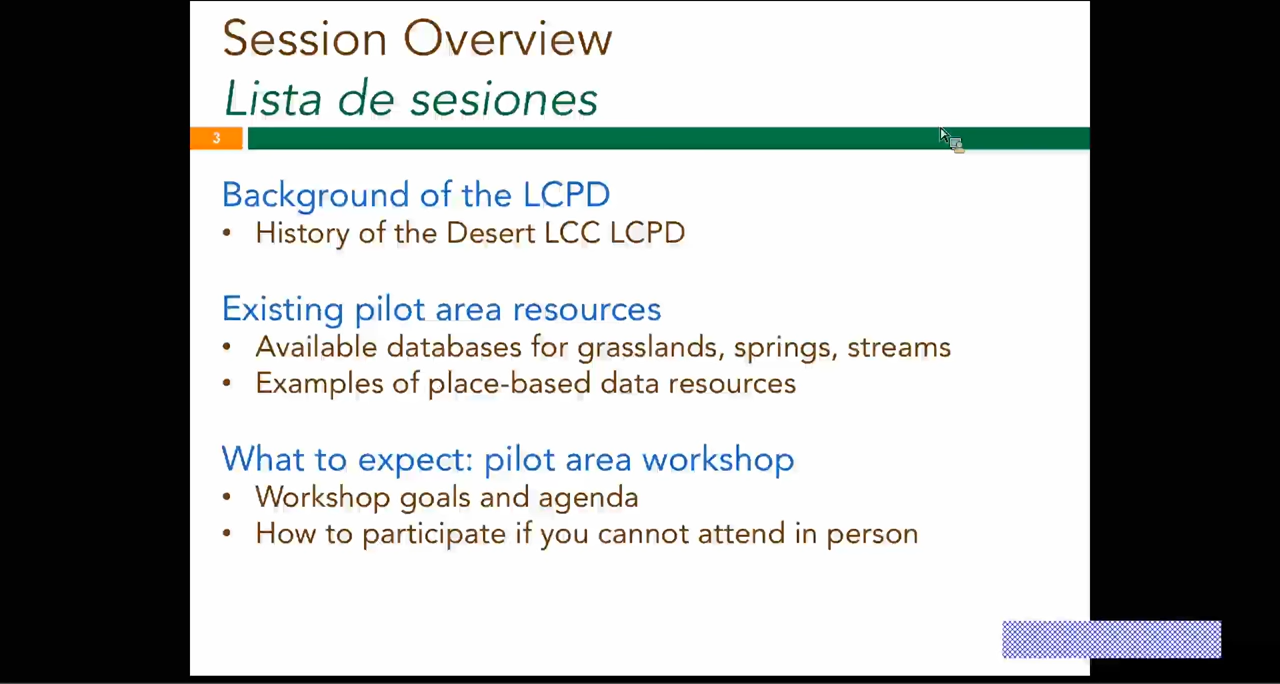 Session Overview
Lista de sesiones
3
Background of the LCPD
• History of the Desert LCC LCPD
Existing pilot area resources
• Available databases for grasslands, springs, streams
• Examples of place-based data resources
What to expect: pilot area workshop
• Workshop goals and agenda
• How to participate if you cannot attend in person